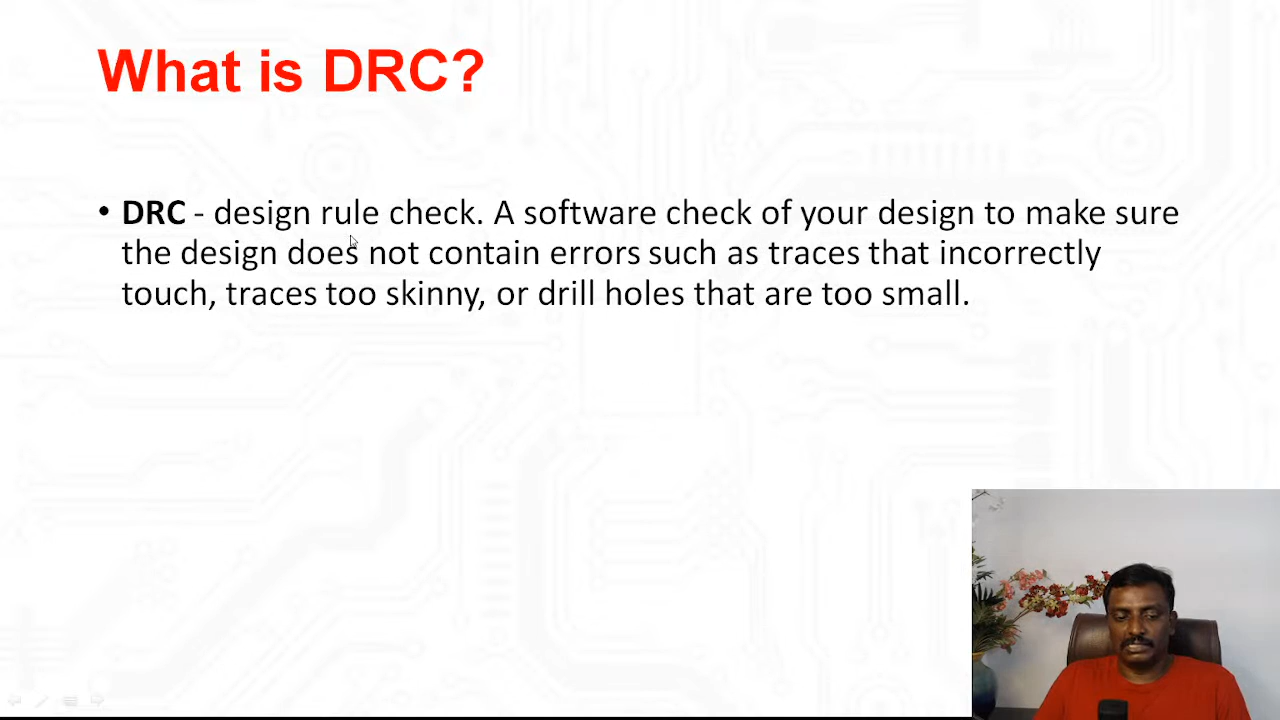 What is DRC?
• DRC - design rule check. A software check of your design to make sure
the design does not contain errors such as traces that incorrectly
touch, traces too skinny, or drill holes that are too small.